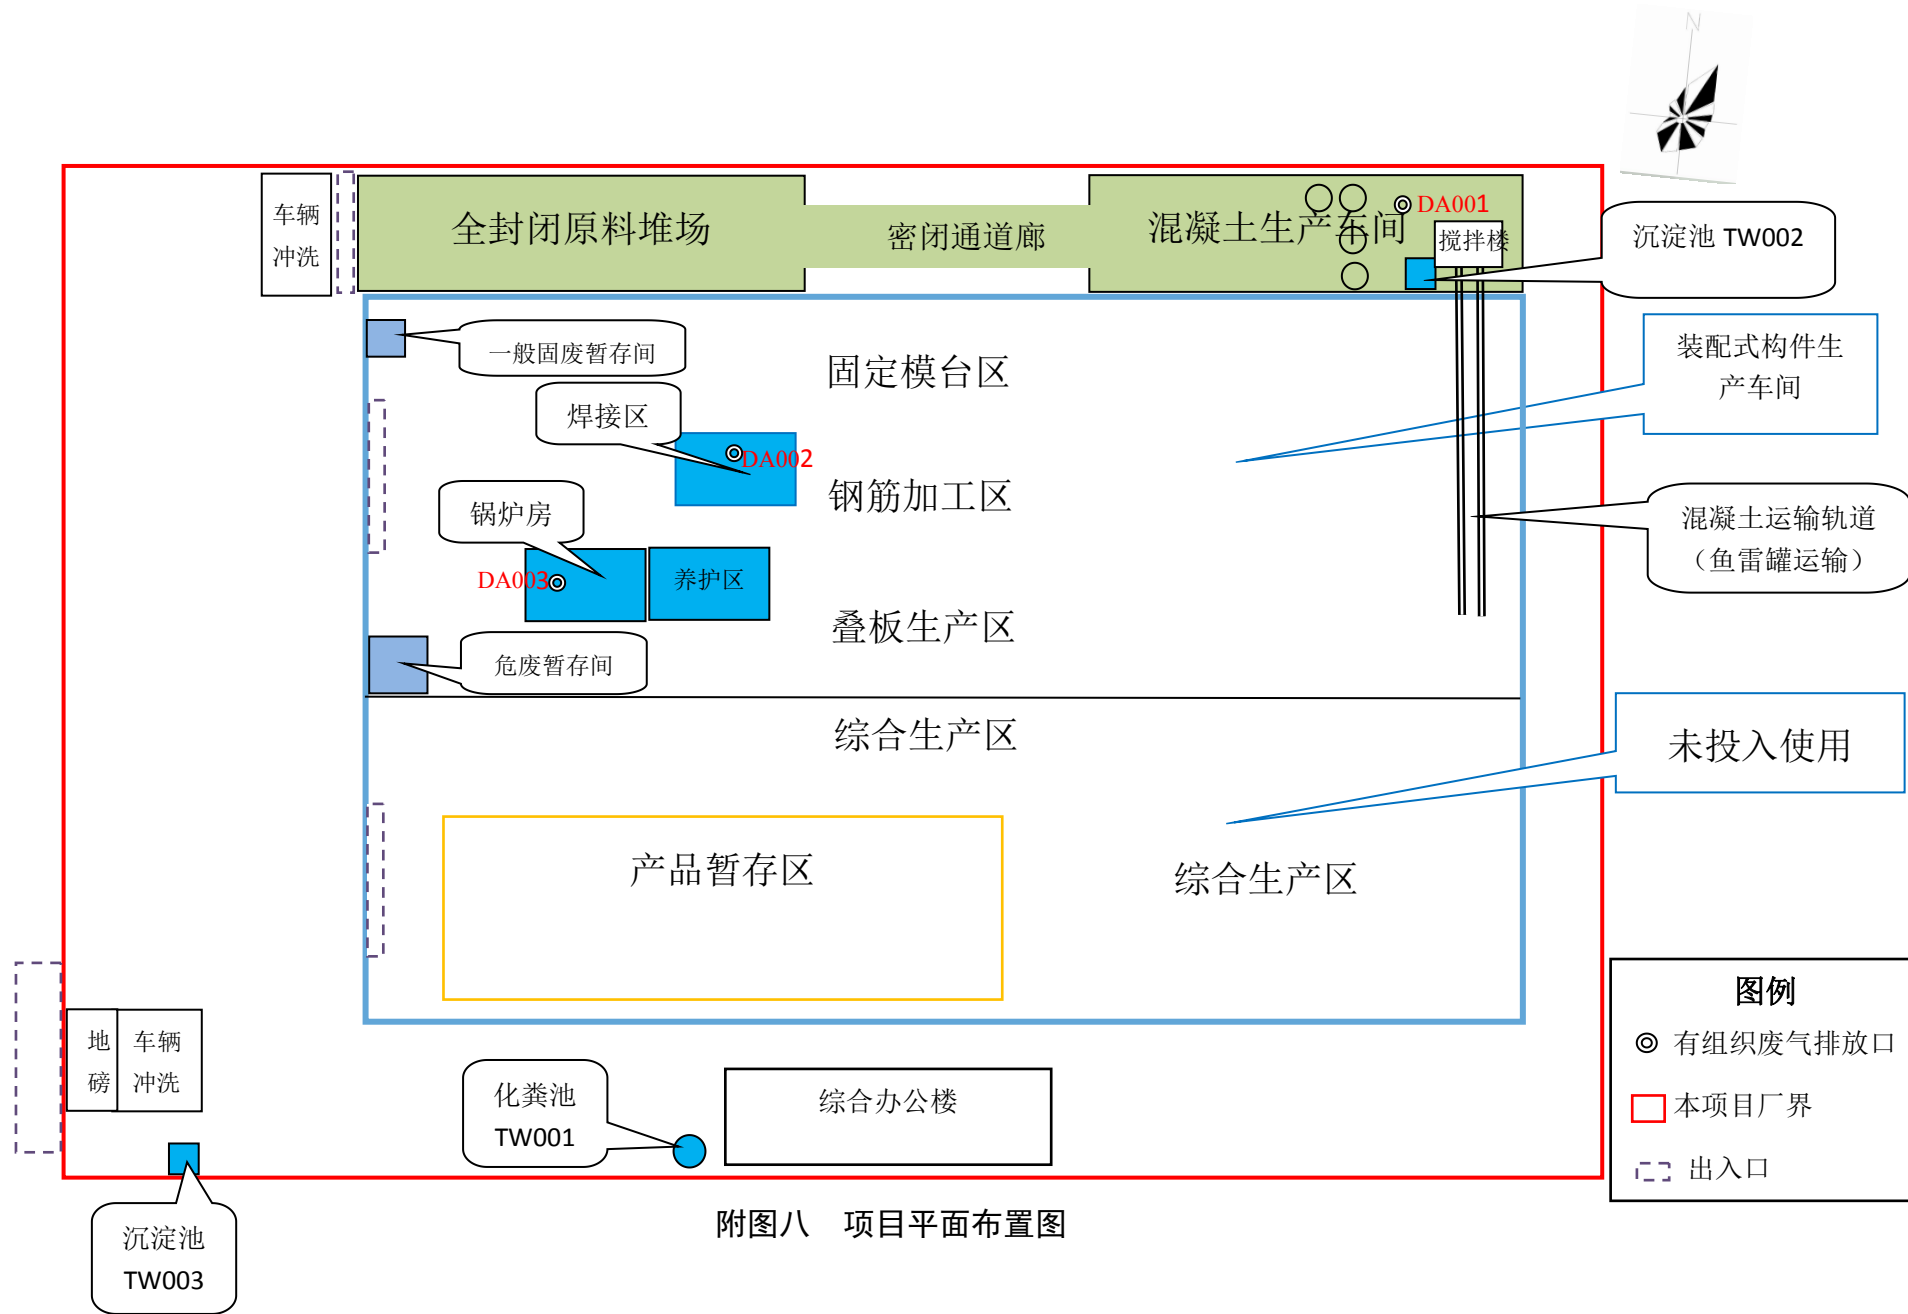 N
车辆
冲洗
全封闭原料堆场
密闭通道廊
混凝土生产车间
DA001
搅拌楼
沉淀池 TW002
一般固废暂存间
固定模台区
装配式构件生
产车间
焊接区
DA002
钢筋加工区
锅炉房
混凝土运输轨道
（鱼雷罐运输）
DA003
养护区
叠板生产区
危废暂存间
综合生产区
未投入使用
产品暂存区
综合生产区
地
磅
车辆
冲洗
化粪池
TW001
综合办公楼
图例
有组织废气排放口
本项目厂界
出入口
沉淀池
TW003
附图八 项目平面布置图